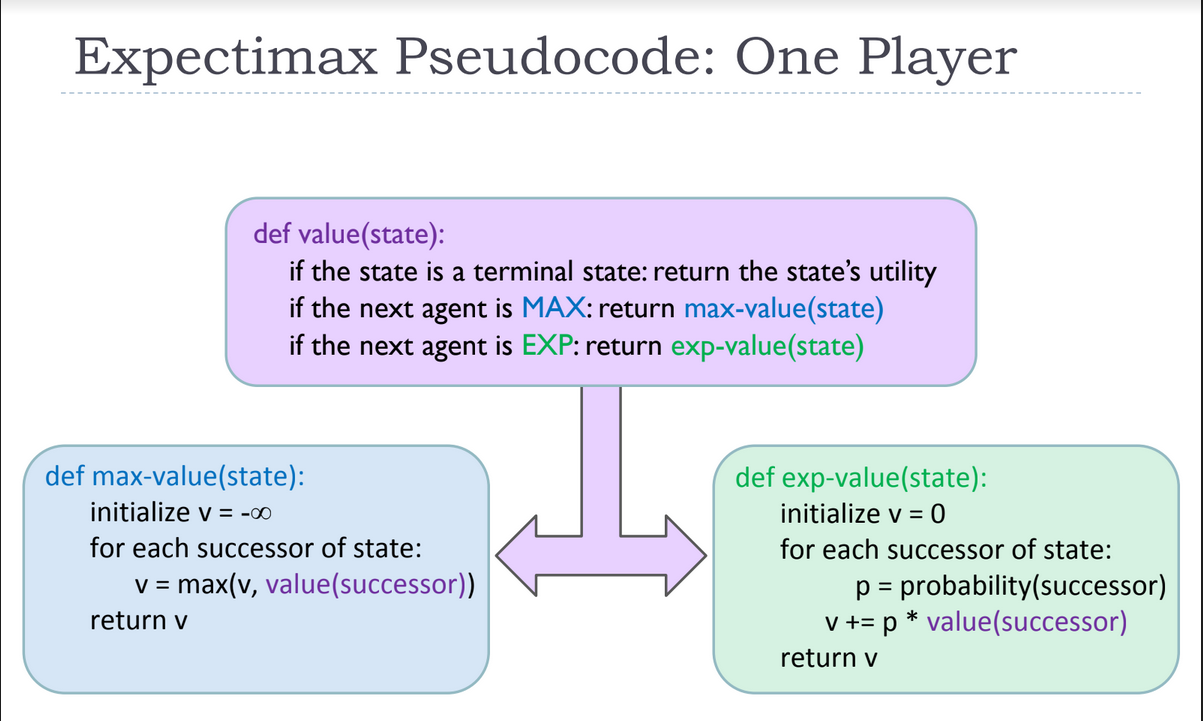 Expectimax Pseudocode: One Player
def value(state):
if the state is a terminal state: return the state’s utility
if the next agent is MAX: return max-value(state)
if the next agent is EXP: return exp-value(state)
def max-value(state):
initialize v = -∞
for each successor of state:
v = max(v, value(successor))
return v
def exp-value(state):
initialize v = 0
for each successor of state:
p = probability(successor)
v += p * value(successor)
return v